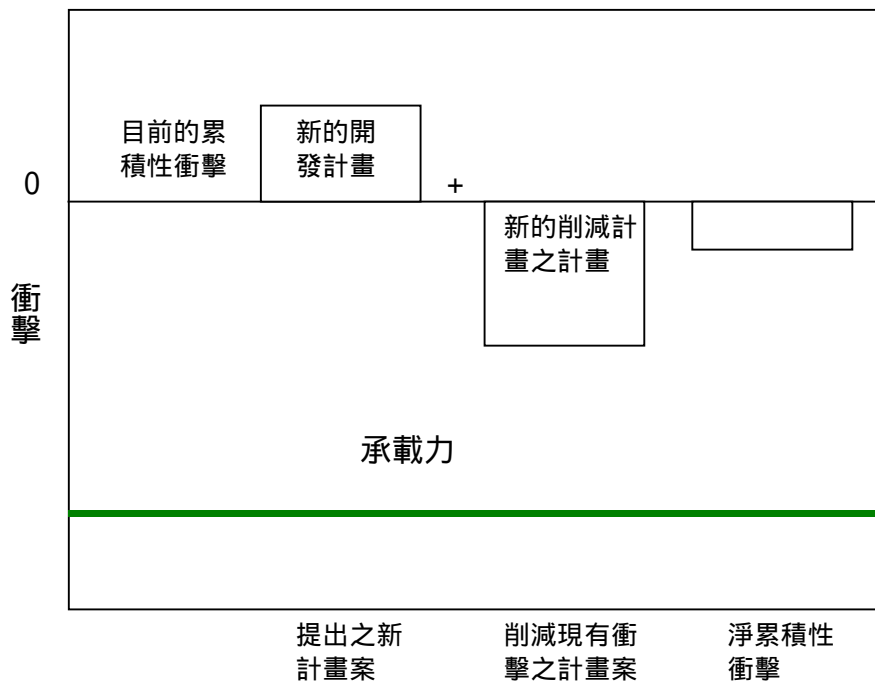 目前的累
積性衝擊
新的開
發計畫
0
+
新的削減計
畫之計畫
衝
擊
承載力
提出之新
計畫案
削減現有衝
擊之計畫案
淨累積性
衝擊